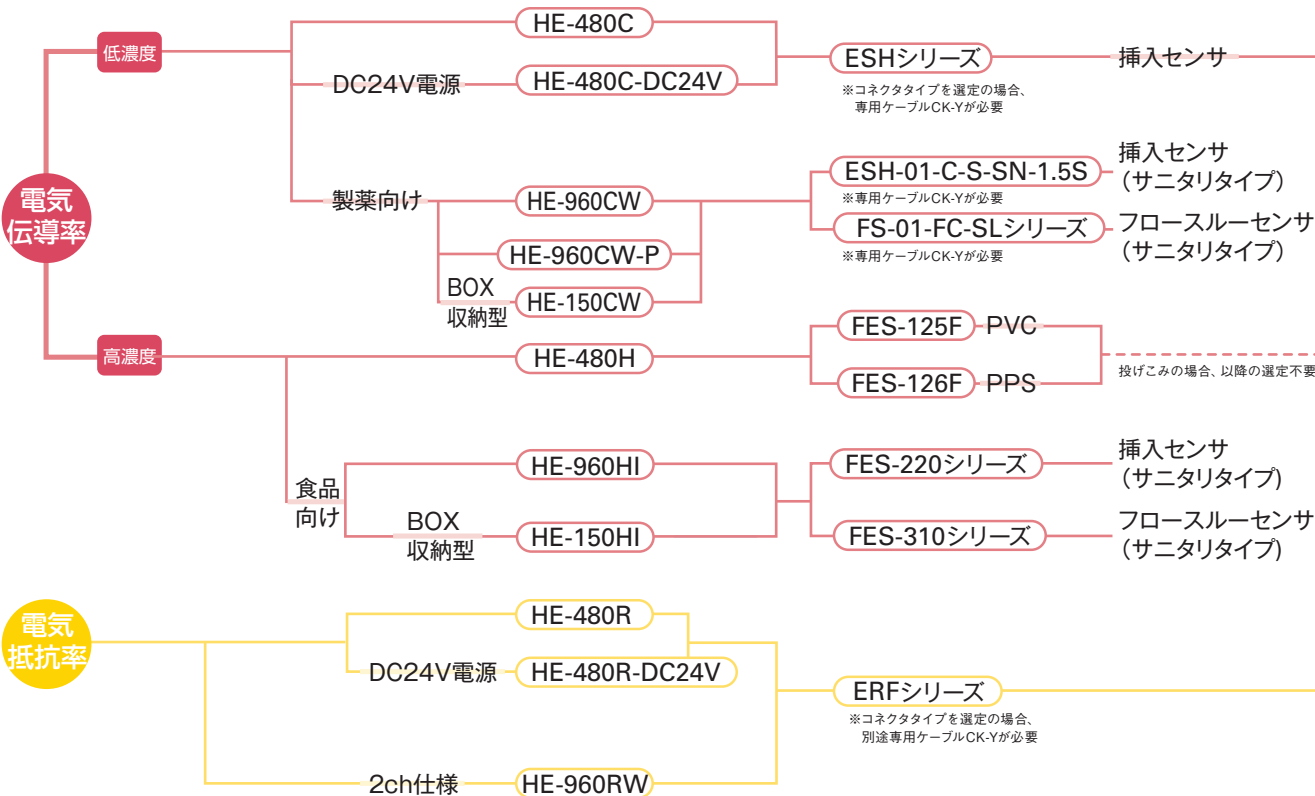 電気
伝導率
低濃度
HE-480C
DC24V電源
HE-480C-DC24V
ESHシリーズ
※コネクタタイプを選定の場合、
専用ケーブルCK-Yが必要
挿入センサ
製薬向け
HE-960CW
HE-960CW-P
BOX
収納型
HE-150CW
ESH-01-C-S-SN-1.5S
※専用ケーブルCK-Yが必要
挿入センサ
（サニタリタイプ）
FS-01-FC-SLシリーズ
※専用ケーブルCK-Yが必要
フロースルーセンサ
（サニタリタイプ）
高濃度
HE-480H
FES-125F
PVC
FES-126F
PPS
投げこみの場合、以降の選定不要
食品
向け
HE-960HI
BOX
収納型
HE-150HI
FES-220シリーズ
挿入センサ
（サニタリタイプ)
FES-310シリーズ
フロースルーセンサ
（サニタリタイプ)
電気
抵抗率
HE-480R
DC24V電源
HE-480R-DC24V
2ch仕様
HE-960RW
ERFシリーズ
※コネクタタイプを選定の場合、
別途専用ケーブルCK-Yが必要